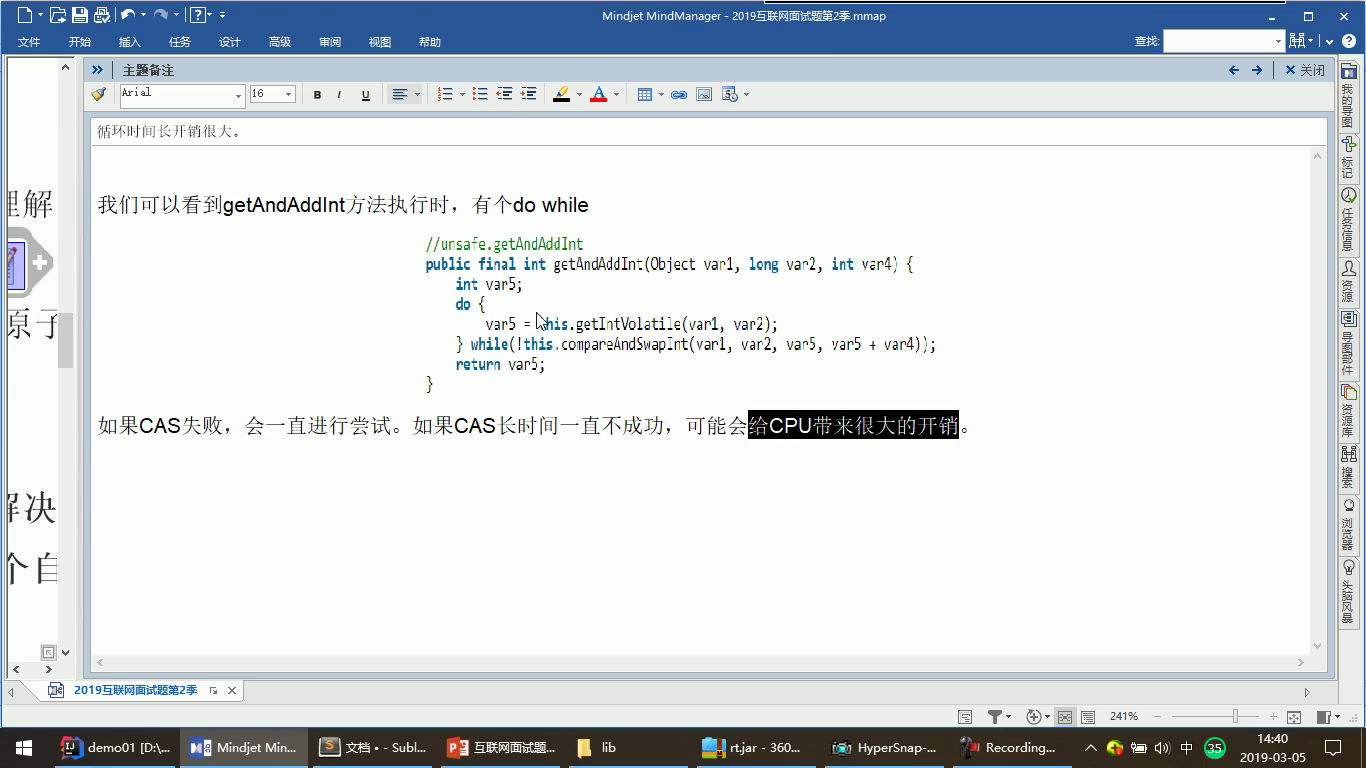 Mindjet MindManager - 2019互联网面试题第2季.mmap
文件 开始 插入 任务 设计 高级 审阅 视图 帮助
查找:
主题备注
关闭
Arial 16 B I U A
循环时间长开销很大。
我们可以看到getAndAddInt方法执行时，有个do while
//unsafe.getAndAddInt
public final int getAndAddInt(Object var1, long var2, int var4) {
int var5;
do {
var5 = this.getIntVolatile(var1, var2);
} while(!this.compareAndSwapInt(var1, var2, var5, var5 + var4));
return var5;
}
如果CAS失败，会一直进行尝试。如果CAS长时间一直不成功，可能会给CPU带来很大的开销。
理解
原子
解决
个自
我的导图
标记
任务信息
资源
导图部件
资源库
搜索
浏览器
头脑风暴
2019互联网面试题第2季
241%
demo01 [D:\...
Mindjet Min...
文档 • - Subl...
互联网面试题...
lib
rt.jar - 360...
HyperSnap-...
Recording...
中
35
14:40
2019-03-05